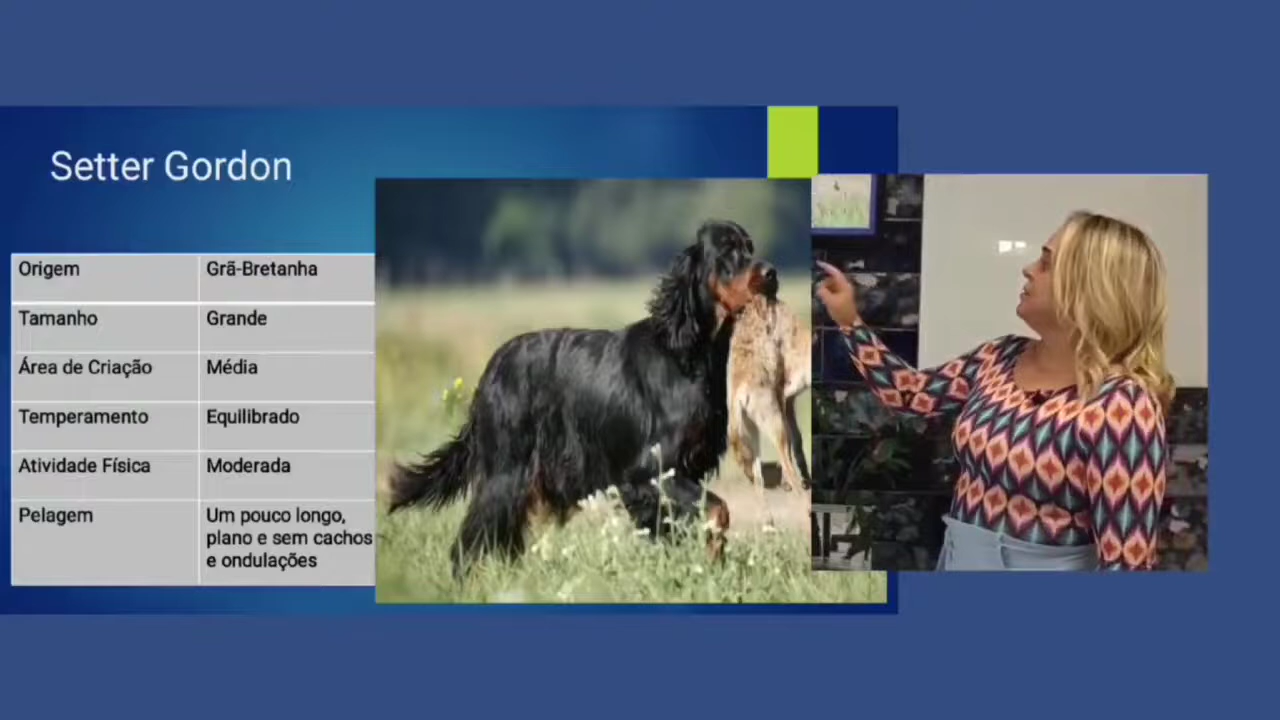 Setter Gordon
Origem Grã-Bretanha
Tamanho Grande
Área de Criação Média
Temperamento Equilibrado
Atividade Física Moderada
Pelagem Um pouco longo,
plano e sem cachos
e ondulações